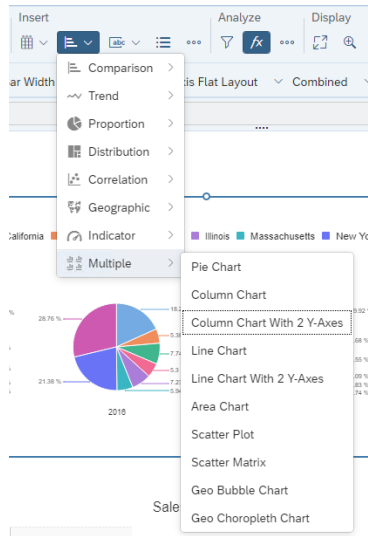 Insert Analyze Display
abc fx
ar Width is Flat Layout Combined
Comparison
Trend
Proportion
Distribution
Correlation
Geographic
Indicator
Multiple
California Illinois Massachusetts New Yo
Pie Chart
Column Chart
Column Chart With 2 Y-Axes
Line Chart
Line Chart With 2 Y-Axes
Area Chart
Scatter Plot
Scatter Matrix
Geo Bubble Chart
Geo Choropleth Chart
28.76 %
21.38 %
2016
Sale